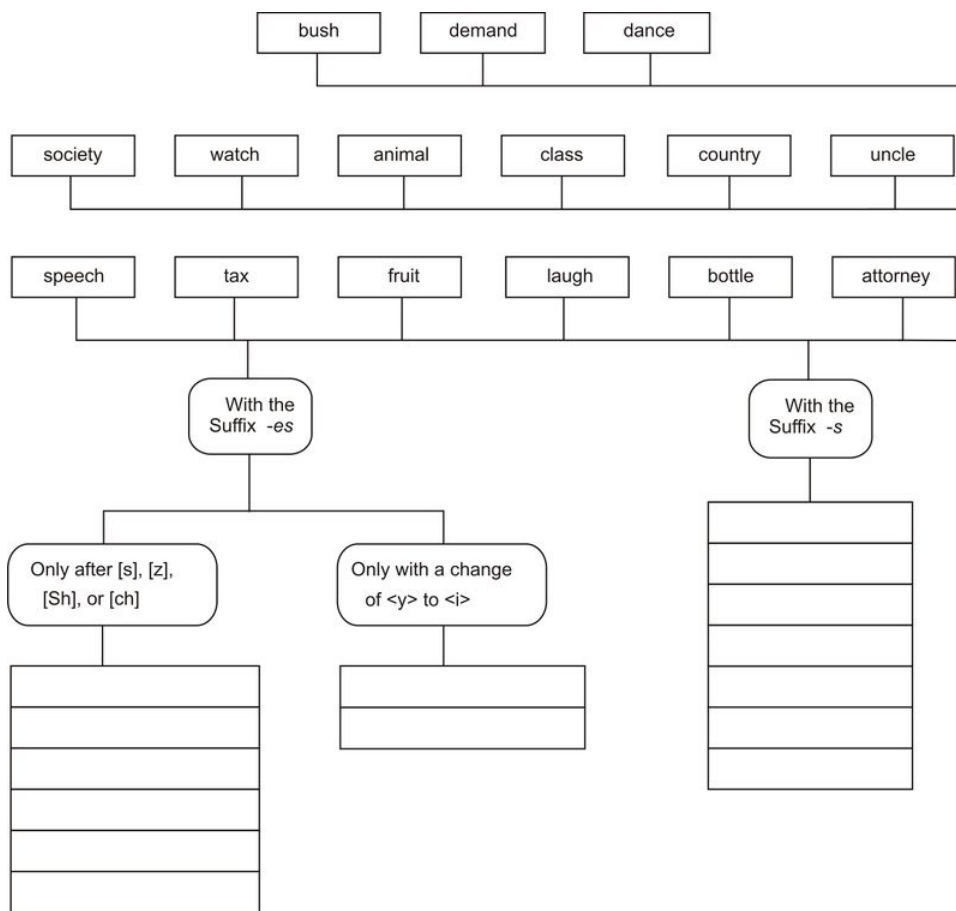 bush demand dance
society watch animal class country uncle
speech tax fruit laugh bottle attorney
With the
Suffix -es
With the
Suffix -s
Only after [s], [z],
[Sh], or [ch]
Only with a change
of <y> to <i>